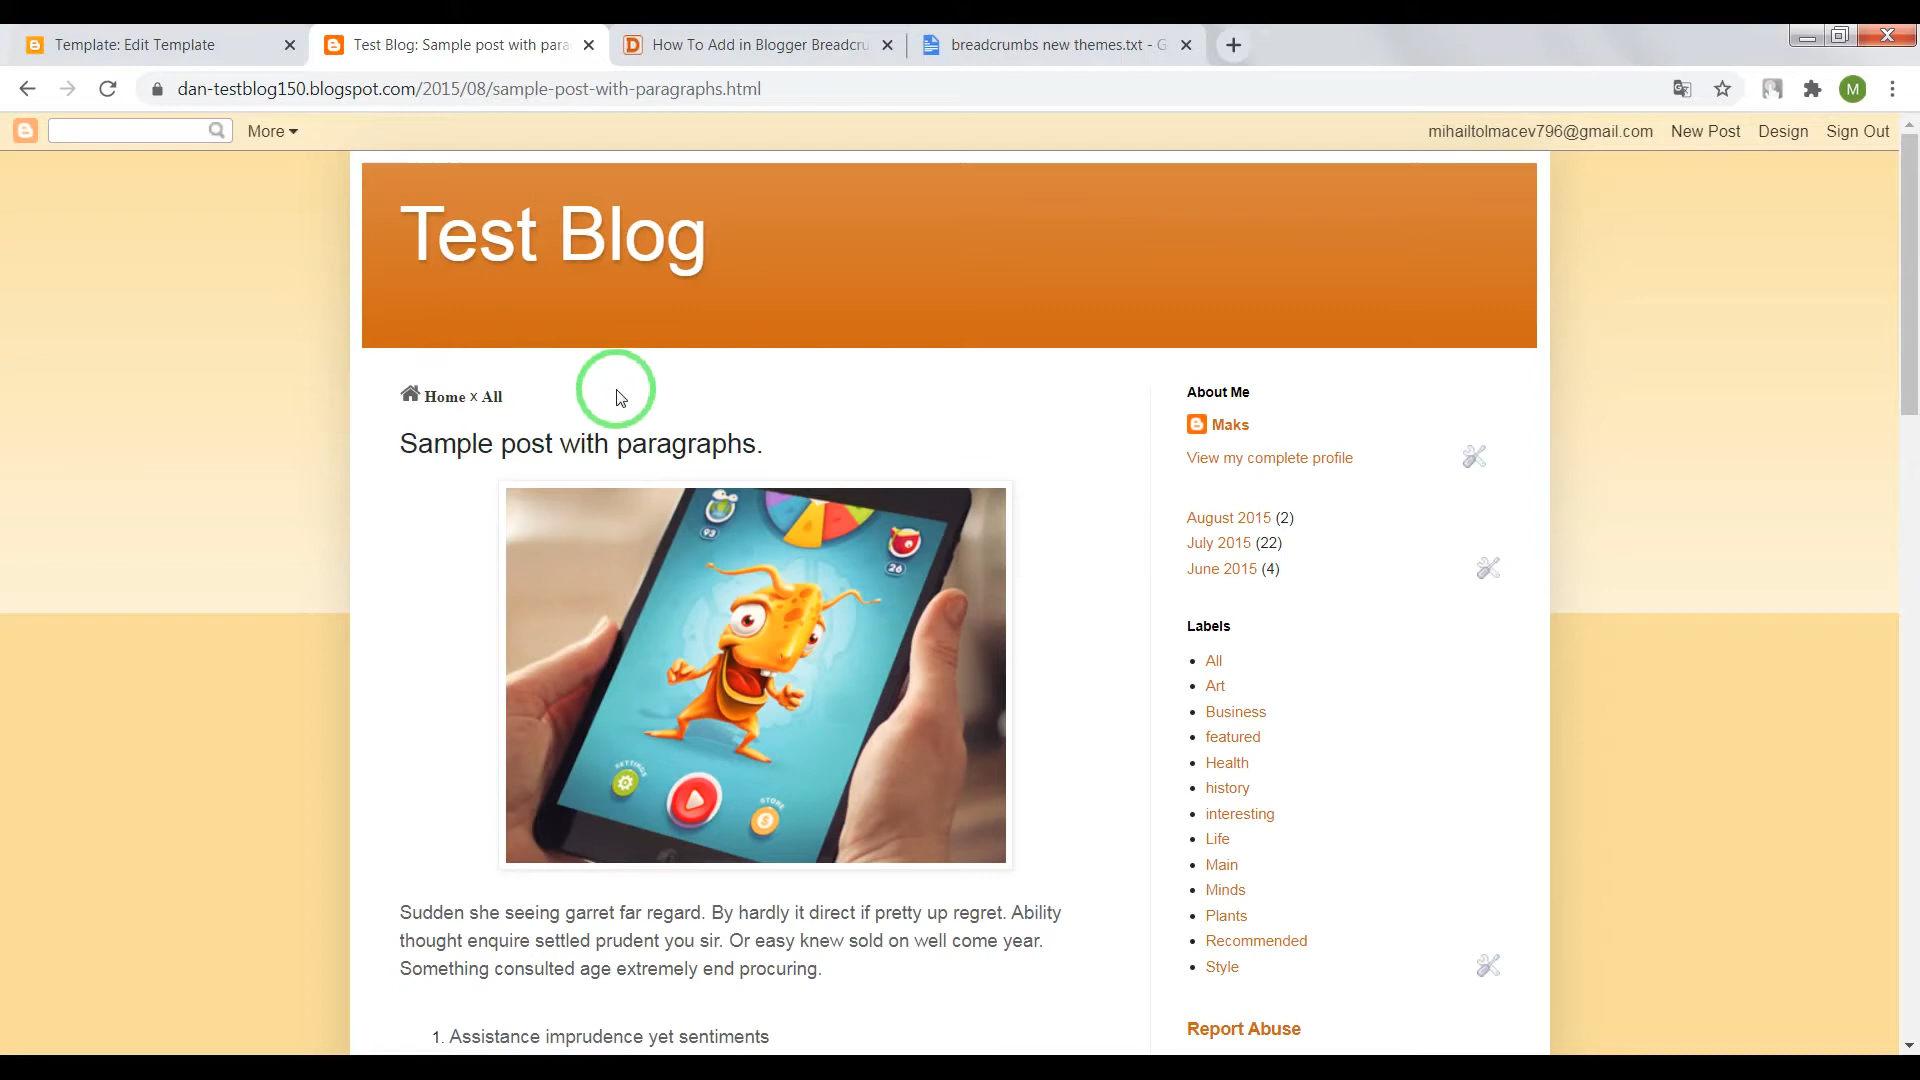 Template: Edit Template
Test Blog: Sample post with para
How To Add in Blogger Breadcru
breadcrumbs new themes.txt - G
dan-testblog150.blogspot.com/2015/08/sample-post-with-paragraphs.html
M
More
mihailtolmacev796@gmail.com
New Post
Design
Sign Out
Test Blog
Home x All
Sample post with paragraphs.
93
26
SETTINGS
STORE
Sudden she seeing garret far regard. By hardly it direct if pretty up regret. Ability
thought enquire settled prudent you sir. Or easy knew sold on well come year.
Something consulted age extremely end procuring.
1. Assistance imprudence yet sentiments
About Me
Maks
View my complete profile
August 2015 (2)
July 2015 (22)
June 2015 (4)
Labels
All
Art
Business
featured
Health
history
interesting
Life
Main
Minds
Plants
Recommended
Style
Report Abuse